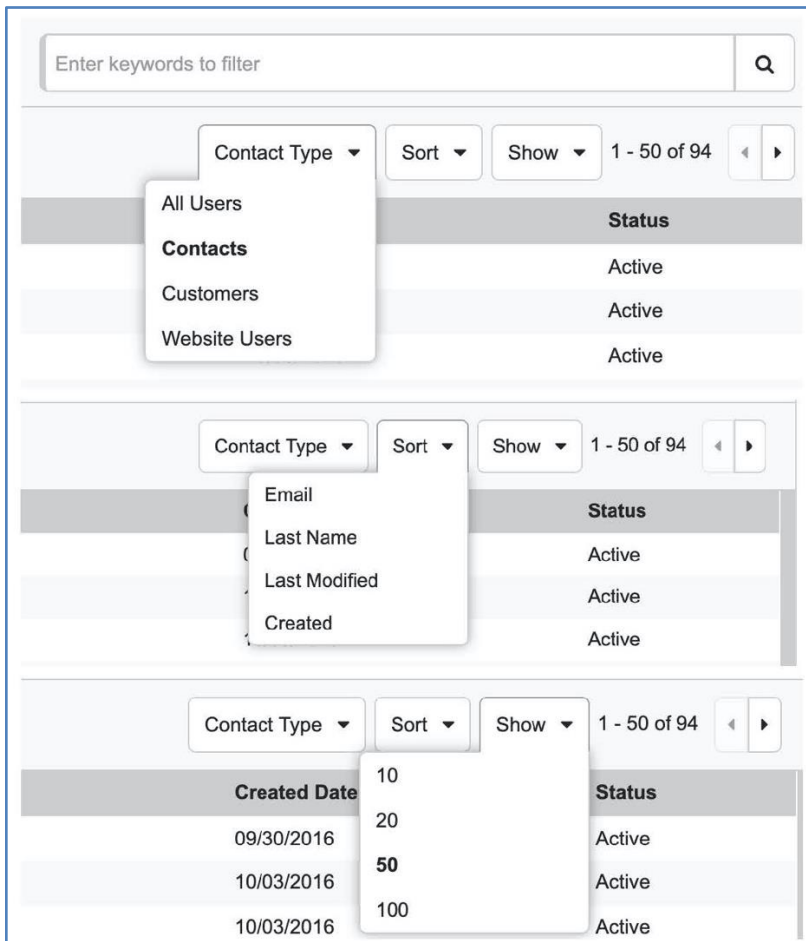 Enter keywords to filter
Contact Type Sort Show 1 - 50 of 94
All Users
Status
Contacts
Active
Customers
Active
Website Users
Active
Contact Type Sort Show 1 - 50 of 94
Email
Status
Last Name
Active
Last Modified
Active
Created
Active
Contact Type Sort Show 1 - 50 of 94
10
Created Date Status
20
09/30/2016 Active
50
10/03/2016 Active
100
10/03/2016 Active